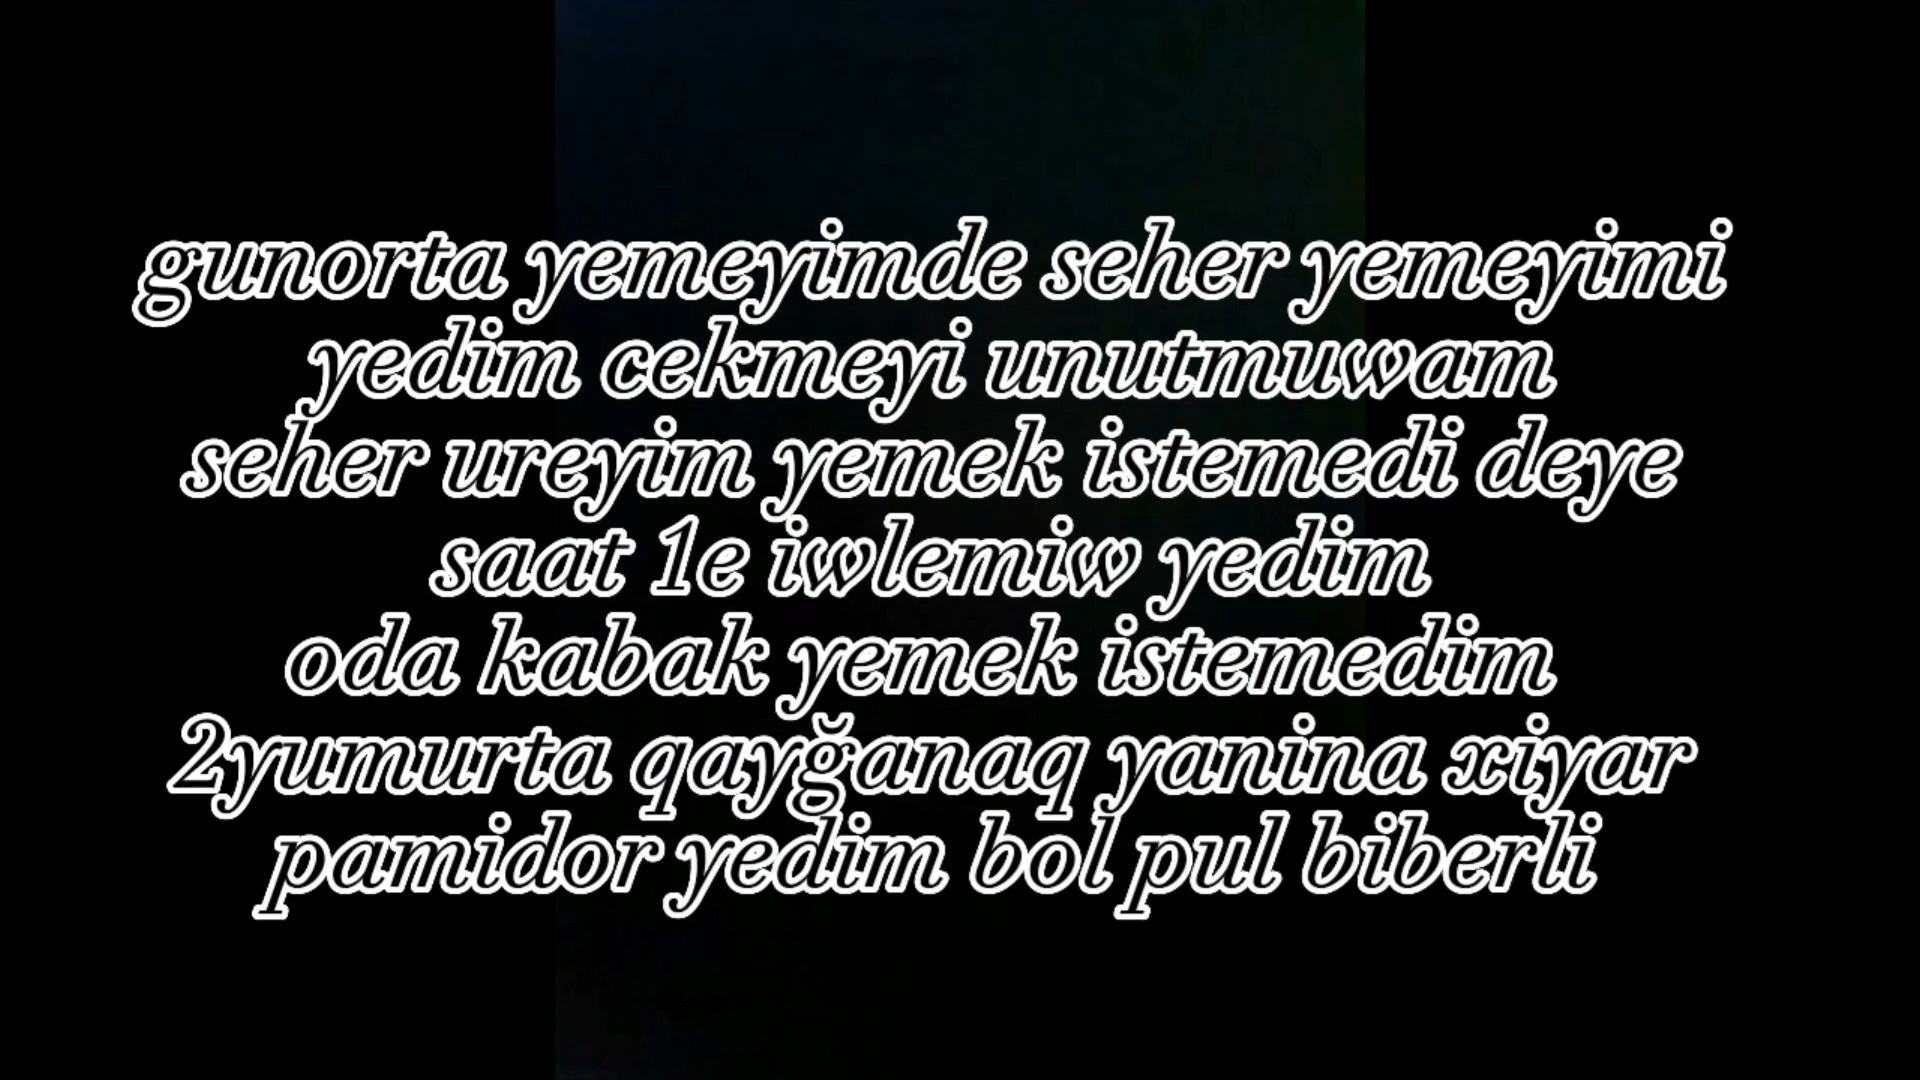 gunorta yemeyimde seher yemeyimi
yedim cekmeyi unutmuwam
seher ureyim yemek istemedi deye
saat 1e iwlemiw yedim
oda kabak yemek istemedim
2yumurta qayğanaq yanina xiyar
pamidor yedim bol pul biberli